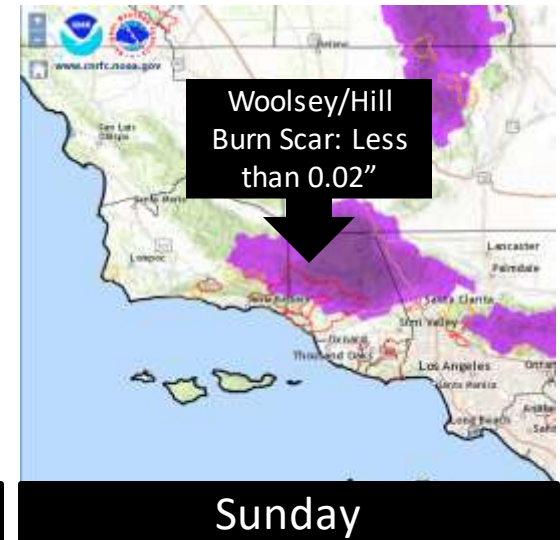 www.cnrfc.noaa.gov
Woolsey/Hill
Burn Scar: Less
than 0.02”
San Luis
Obispo
Santa Maria
Lompoc
Lancaster
Palmdale
Santa Barbara
Santa Clarita
Simi Valley
Oxnard
Thousand Oaks
Los Angeles
Santa Monica
Long Beach
Sunday